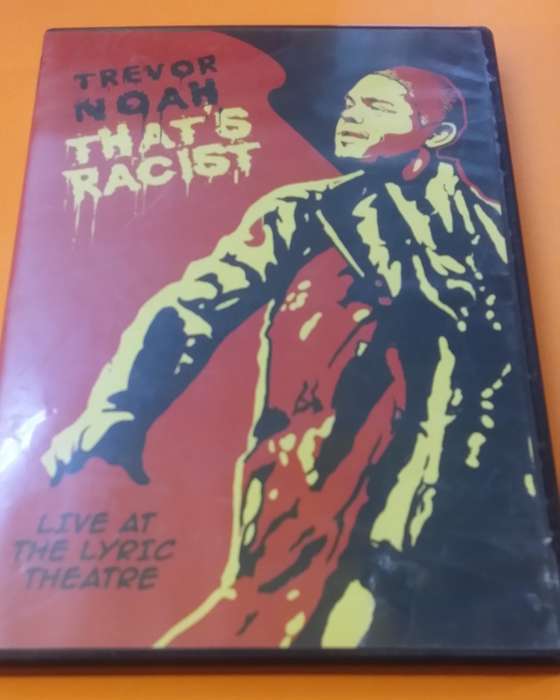 TREVOR
NOAH
THAT'S
RACIST
LIVE AT
THE LYRIC
THEATRE